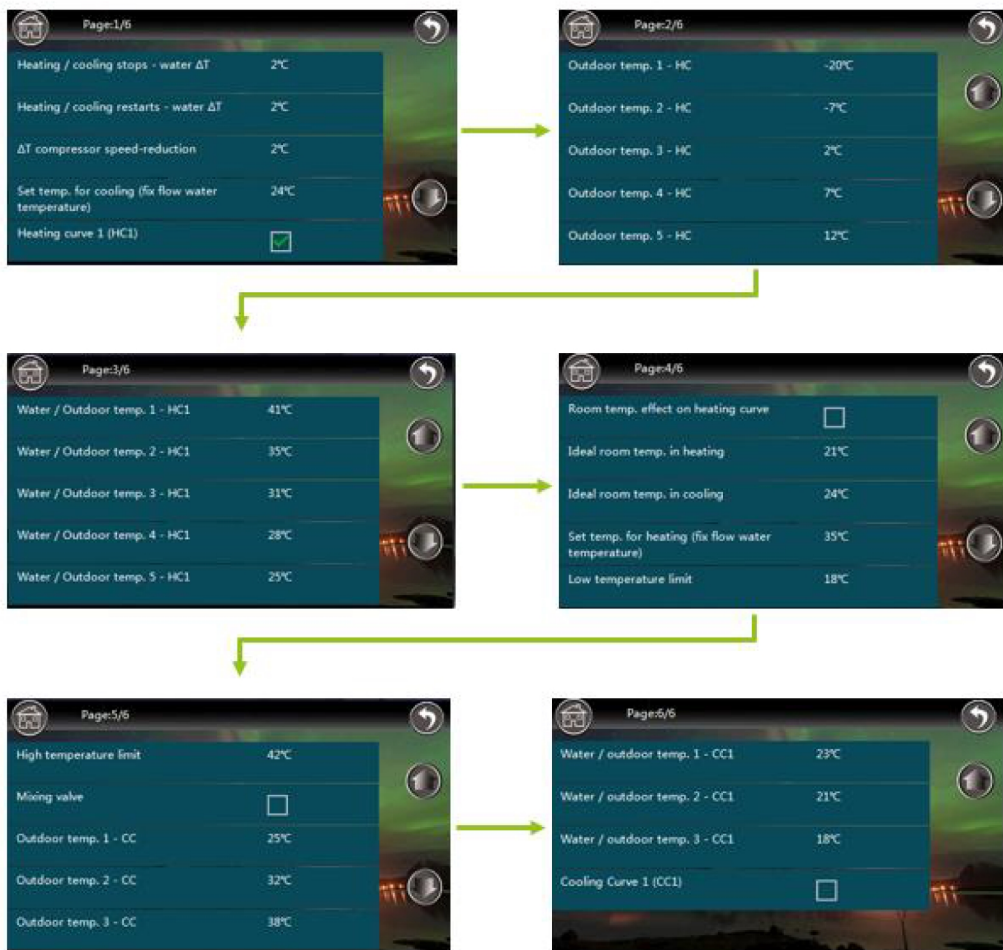 Page:1/6
Heating / cooling stops - water ΔT 2℃
Heating / cooling restarts - water ΔT 2℃
ΔT compressor speed-reduction 2℃
Set temp. for cooling (fix flow water 24℃
temperature)
Heating curve 1 (HC1)
Page:2/6
Outdoor temp. 1 - HC -20℃
Outdoor temp. 2 - HC -7℃
Outdoor temp. 3 - HC 2℃
Outdoor temp. 4 - HC 7℃
Outdoor temp. 5 - HC 12℃
Page:3/6
Water / Outdoor temp. 1 - HC1 41℃
Water / Outdoor temp. 2 - HC1 35℃
Water / Outdoor temp. 3 - HC1 31℃
Water / Outdoor temp. 4 - HC1 28℃
Water / Outdoor temp. 5 - HC1 25℃
Page:4/6
Room temp. effect on heating curve
Ideal room temp. in heating 21℃
Ideal room temp. in cooling 24℃
Set temp. for heating (fix flow water 35℃
temperature)
Low temperature limit 18℃
Page:5/6
High temperature limit 42℃
Mixing valve
Outdoor temp. 1 - CC 25℃
Outdoor temp. 2 - CC 32℃
Outdoor temp. 3 - CC 38℃
Page:6/6
Water / outdoor temp. 1 - CC1 23℃
Water / outdoor temp. 2 - CC1 21℃
Water / outdoor temp. 3 - CC1 18℃
Cooling Curve 1 (CC1)